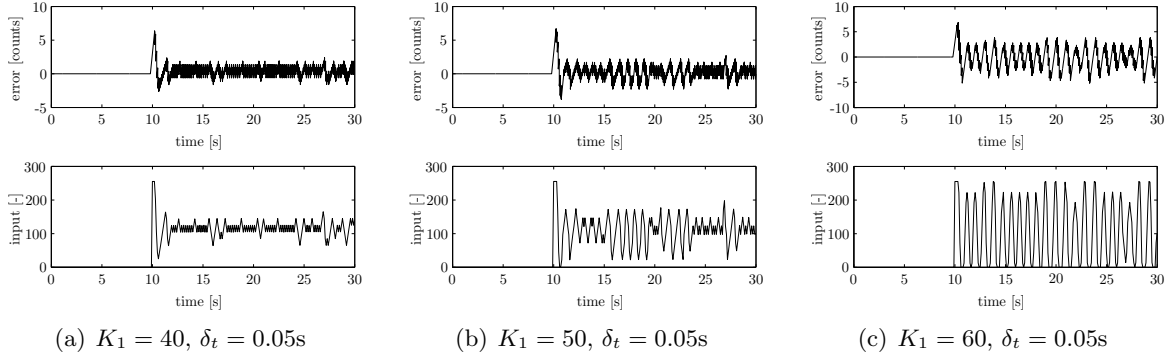 10
5
0
-5
error [counts]
0 5 10 15 20 25 30
time [s]
300
200
100
0
input [-]
0 5 10 15 20 25 30
time [s]
(a) K₁ = 40, δₜ = 0.05s
10
5
0
-5
error [counts]
0 5 10 15 20 25 30
time [s]
300
200
100
0
input [-]
0 5 10 15 20 25 30
time [s]
(b) K₁ = 50, δₜ = 0.05s
10
5
0
-5
-10
error [counts]
0 5 10 15 20 25 30
time [s]
300
200
100
0
input [-]
0 5 10 15 20 25 30
time [s]
(c) K₁ = 60, δₜ = 0.05s